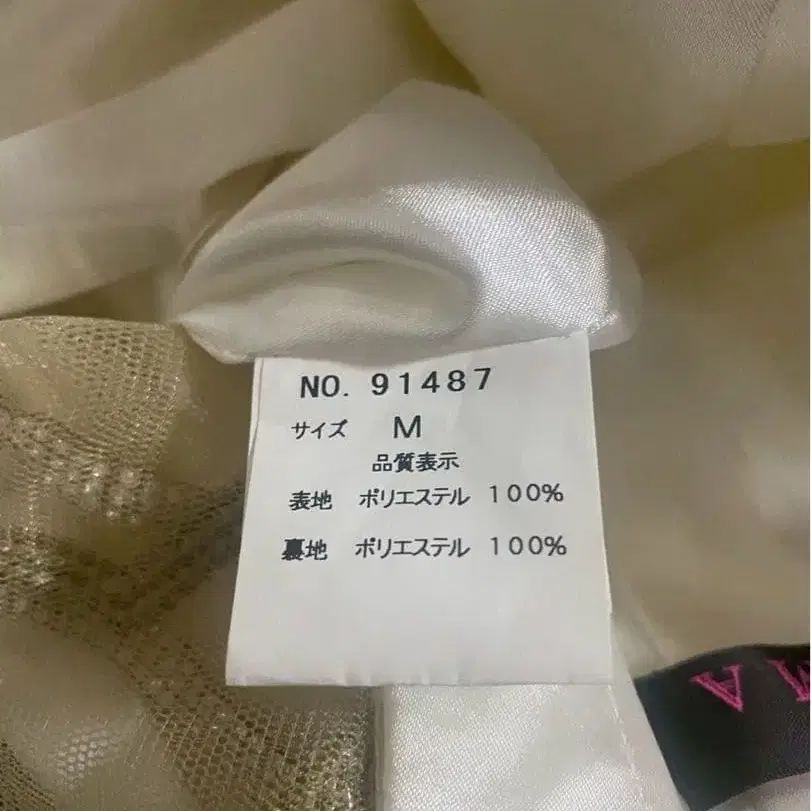 NO. 91487
サイズ M
品質表示
表地 ポリエステル 100%
裏地 ポリエステル 100%